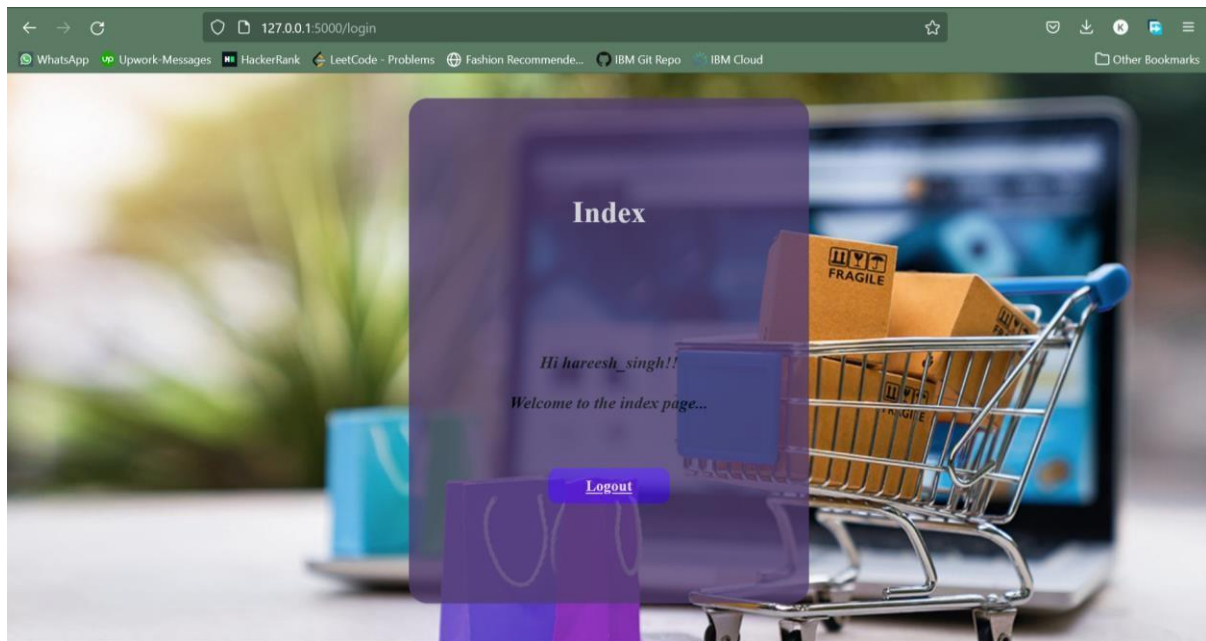 127.0.0.1:5000/login
WhatsApp Upwork-Messages HackerRank LeetCode - Problems Fashion Recommende... IBM Git Repo IBM Cloud Other Bookmarks
Index
FRAGILE
Hi hareesh_singh!!
FRAGILE
Welcome to the index page...
Logout